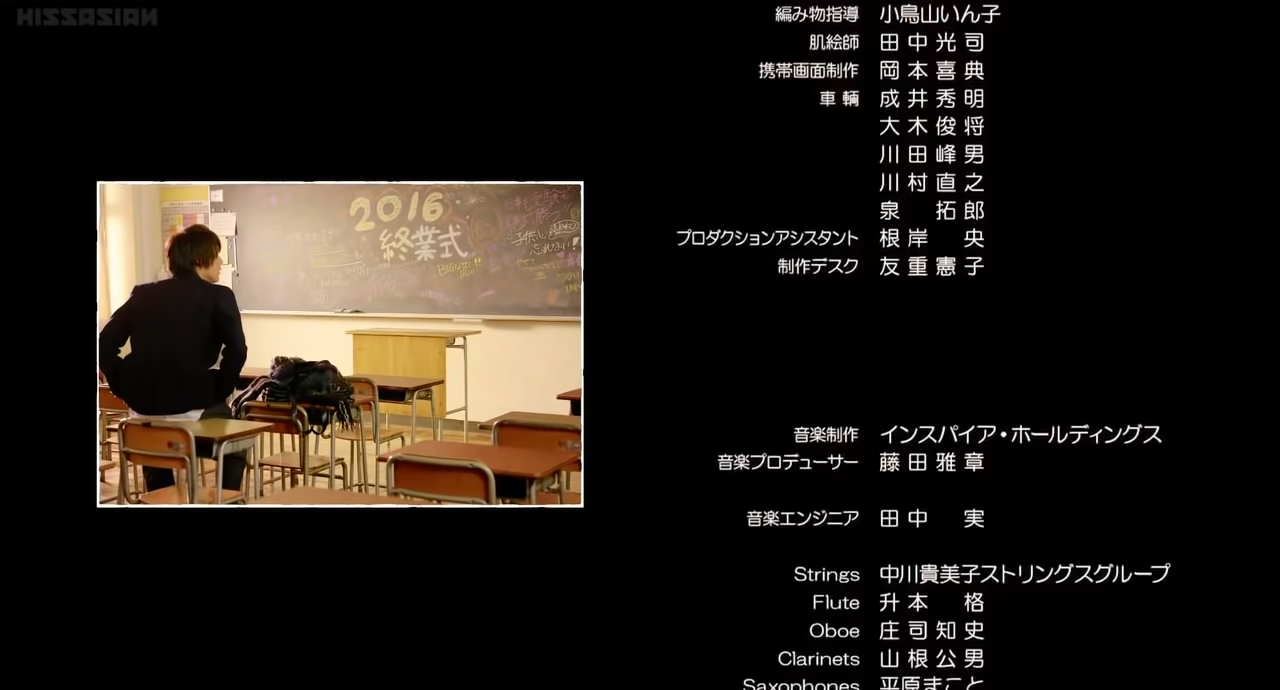 KISSASIAN
編み物指導 小鳥山いん子
肌絵師 田中光司
携帯画面制作 岡本喜典
車輌 成井秀明
大木俊将
川田峰男
川村直之
泉 拓郎
プロダクションアシスタント 根岸 央
制作デスク 友重憲子
2016
終業式
音楽制作 インスパイア・ホールディングス
音楽プロデューサー 藤田雅章
音楽エンジニア 田中 実
Strings 中川貴美子ストリングスグループ
Flute 升本 格
Oboe 庄司知史
Clarinets 山根公男
Saxophones 平原まこと